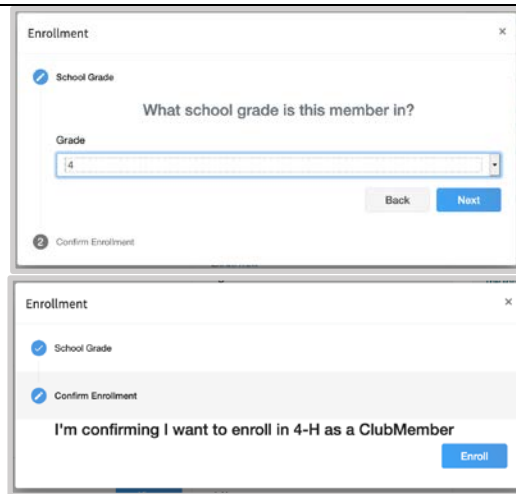 Enrollment ×
School Grade
What school grade is this member in?
Grade
4
Back Next
2 Confirm Enrollment
Enrollment ×
School Grade
Confirm Enrollment
I'm confirming I want to enroll in 4-H as a ClubMember
Enroll